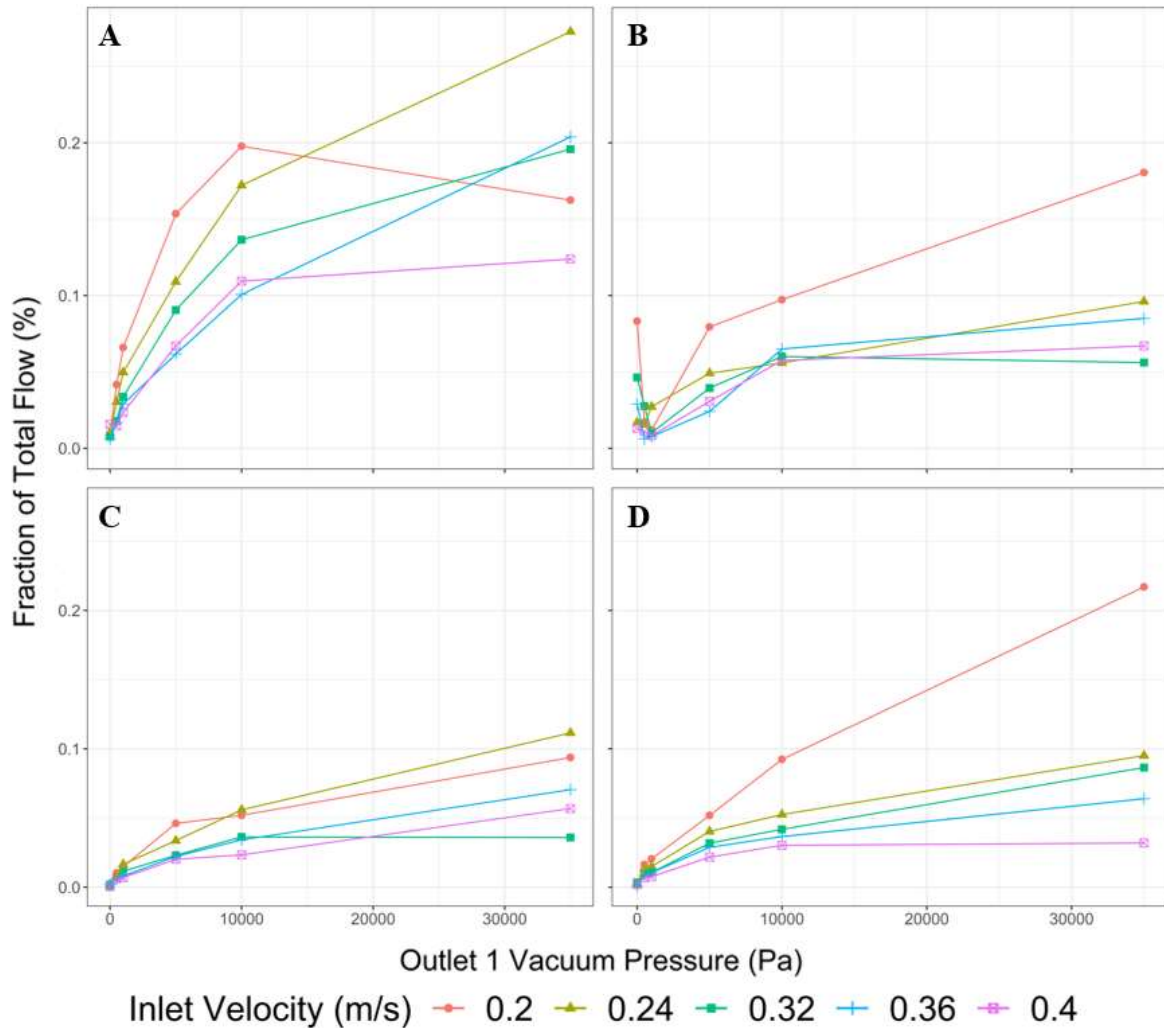 A
B
0.2
0.1
0.0
C
D
0.2
0.1
0.0
0
10000
20000
30000
0
10000
20000
30000
Fraction of Total Flow (%)
Outlet 1 Vacuum Pressure (Pa)
Inlet Velocity (m/s) 0.2 0.24 0.32 0.36 0.4